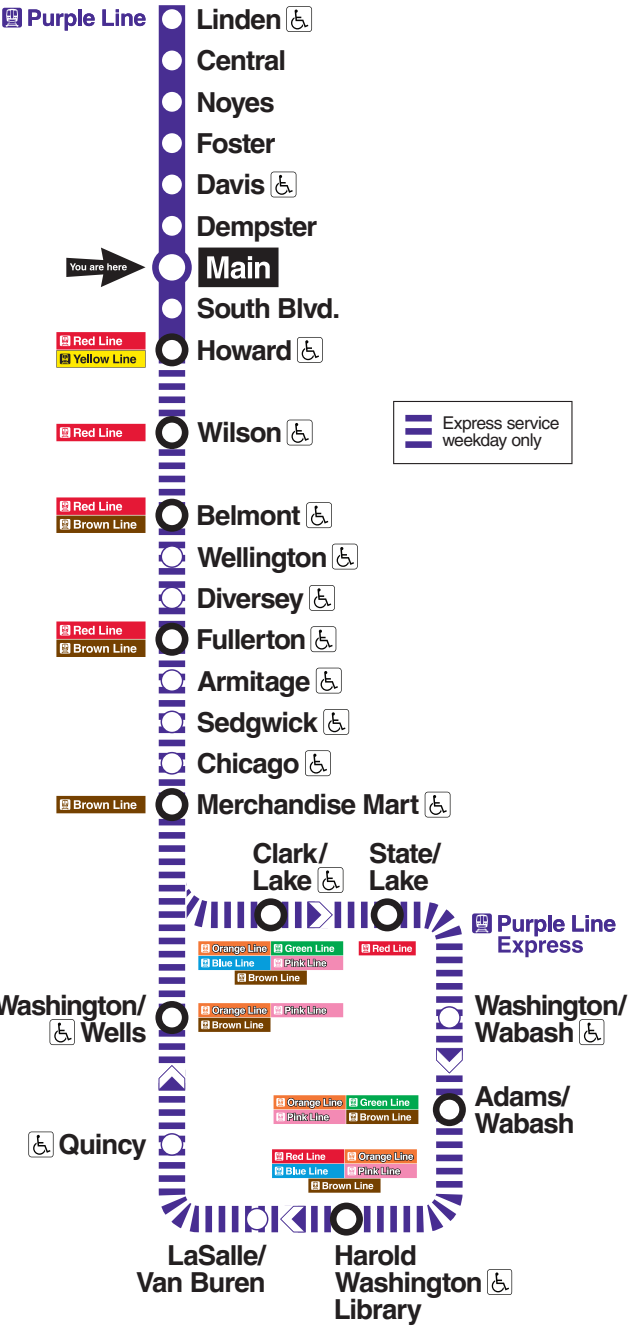 Purple Line
Linden
Central
Noyes
Foster
Davis
Dempster
You are here
Main
South Blvd.
Red Line
Yellow Line
Howard
Red Line
Wilson
Express service
weekday only
Red Line
Brown Line
Belmont
Wellington
Diversey
Red Line
Brown Line
Fullerton
Armitage
Sedgwick
Chicago
Brown Line
Merchandise Mart
Clark/
Lake
State/
Lake
Purple Line
Express
Orange Line Green Line
Blue Line Pink Line
Brown Line
Red Line
Washington/
Wells
Orange Line Pink Line
Brown Line
Washington/
Wabash
Orange Line Green Line
Pink Line Brown Line
Adams/
Wabash
Quincy
Red Line Orange Line
Blue Line Pink Line
Brown Line
LaSalle/
Van Buren
Harold
Washington
Library